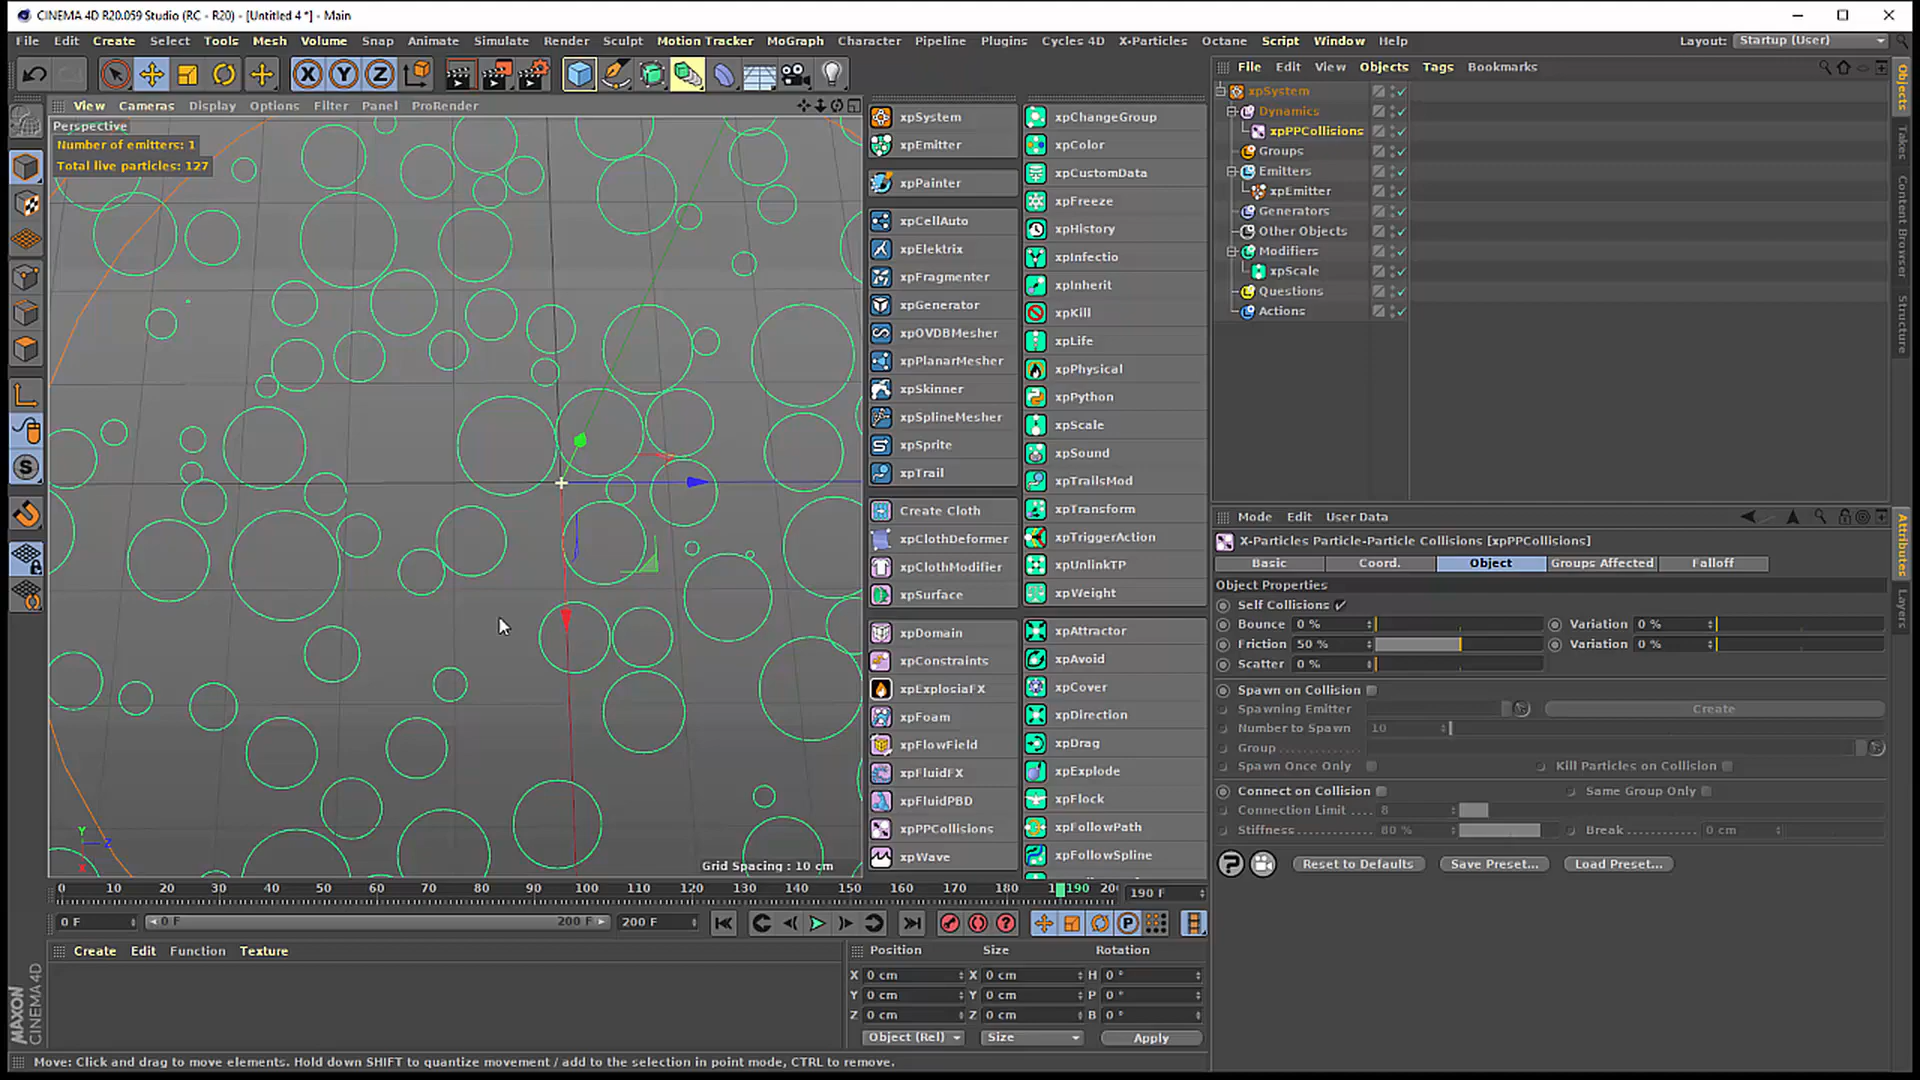 CINEMA 4D R20.059 Studio (RC - R20) - [Untitled 4 *] - Main
File Edit Create Select Tools Mesh Volume Snap Animate Simulate Render Sculpt Motion Tracker MoGraph Character Pipeline Plugins Cycles 4D X-Particles Octane Script Window Help
Layout: Startup (User)
View Cameras Display Options Filter Panel ProRender
Perspective
Number of emitters: 1
Total live particles: 127
Grid Spacing : 10 cm
xpSystem
xpEmitter
xpPainter
xpCellAuto
xpElektrix
xpFragmenter
xpGenerator
xpOVDBMesher
xpPlanarMesher
xpSkinner
xpSplineMesher
xpSprite
xpTrail
Create Cloth
xpClothDeformer
xpClothModifier
xpSurface
xpDomain
xpConstraints
xpExplosiaFX
xpFoam
xpFlowField
xpFluidFX
xpFluidPBD
xpPPCollisions
xpWave
xpChangeGroup
xpColor
xpCustomData
xpFreeze
xpHistory
xpInfectio
xpInherit
xpKill
xpLife
xpPhysical
xpPython
xpScale
xpSound
xpTrailsMod
xpTransform
xpTriggerAction
xpUnlinkTP
xpWeight
xpAttractor
xpAvoid
xpCover
xpDirection
xpDrag
xpExplode
xpFlock
xpFollowPath
xpFollowSpline
File Edit View Objects Tags Bookmarks
xpSystem
Dynamics
xpPPCollisions
Groups
Emitters
xpEmitter
Generators
Other Objects
Modifiers
xpScale
Questions
Actions
Objects
Takes
Content Browser
Structure
Mode Edit User Data
X-Particles Particle-Particle Collisions [xpPPCollisions]
Basic Coord. Object Groups Affected Falloff
Object Properties
Self Collisions
Bounce 0 % Variation 0 %
Friction 50 % Variation 0 %
Scatter 0 %
Spawn on Collision
Spawning Emitter Create
Number to Spawn 10
Group
Spawn Once Only Kill Particles on Collision
Connect on Collision Same Group Only
Connection Limit 8
Stiffness 80 % Break 0 cm
Reset to Defaults Save Preset... Load Preset...
Attributes
Layers
0 10 20 30 40 50 60 70 80 90 100 110 120 130 140 150 160 170 180 190 190 F
0 F 0 F 200 F 200 F
Create Edit Function Texture
Position Size Rotation
X 0 cm X 0 cm H 0 °
Y 0 cm Y 0 cm P 0 °
Z 0 cm Z 0 cm B 0 °
Object (Rel) Size Apply
MAXON CINEMA 4D
Move: Click and drag to move elements. Hold down SHIFT to quantize movement / add to the selection in point mode, CTRL to remove.